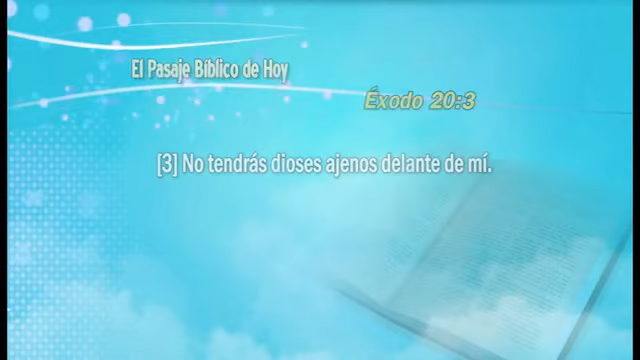 El Pasaje Bíblico de Hoy
Éxodo 20:3
[3] No tendrás dioses ajenos delante de mí.